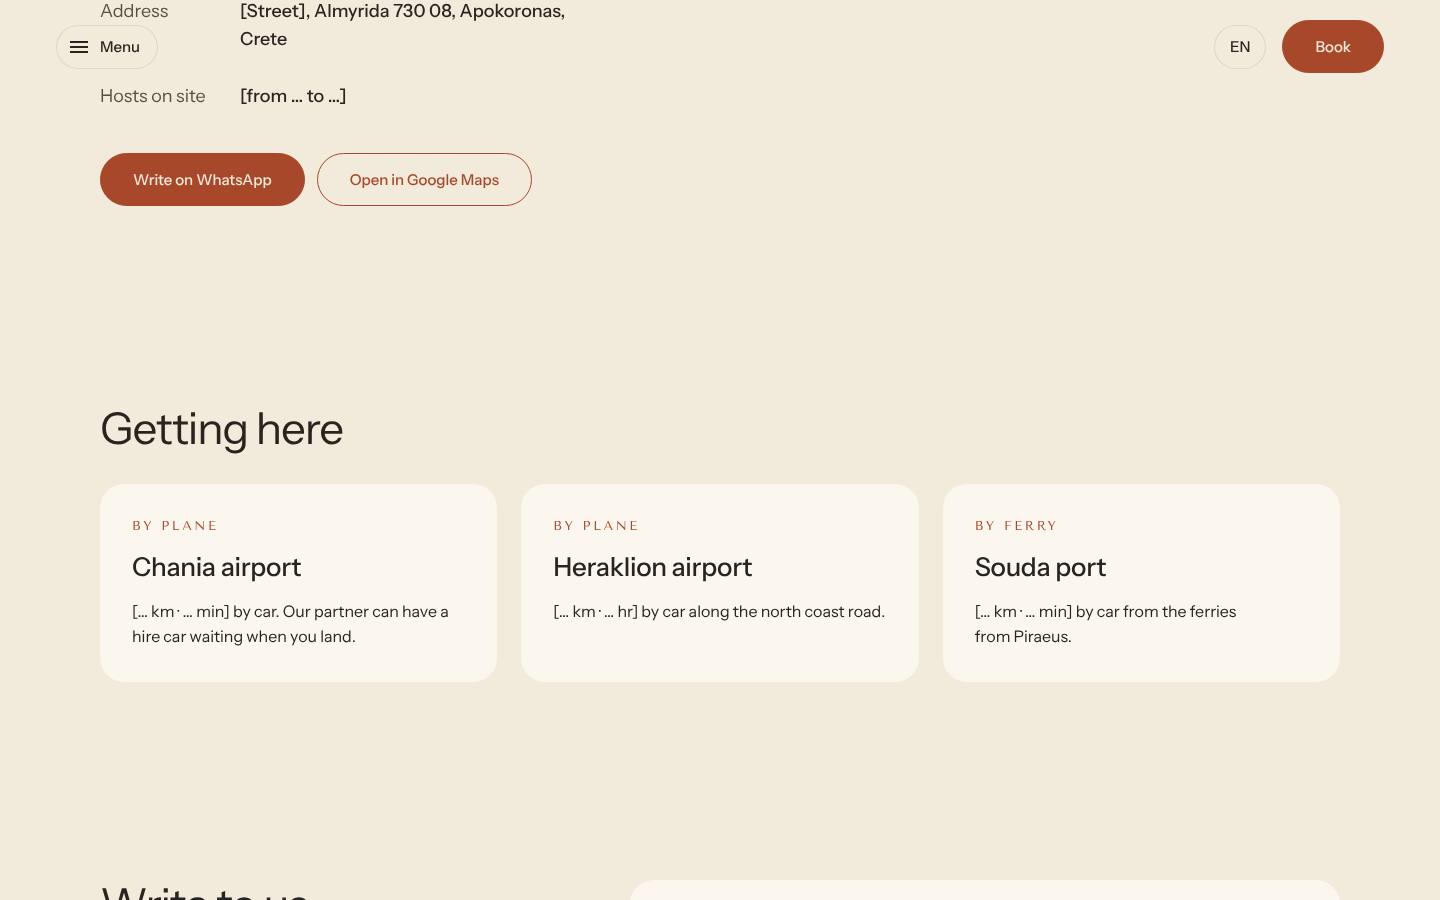 Address
[Street], Almyrida 730 08, Apokoronas,
Crete
Menu
EN
Book
Hosts on site
[from ... to ...]
Write on WhatsApp
Open in Google Maps
Getting here
BY PLANE
Chania airport
[... km · ... min] by car. Our partner can have a
hire car waiting when you land.
BY PLANE
Heraklion airport
[... km · ... hr] by car along the north coast road.
BY FERRY
Souda port
[... km · ... min] by car from the ferries
from Piraeus.
Write to us